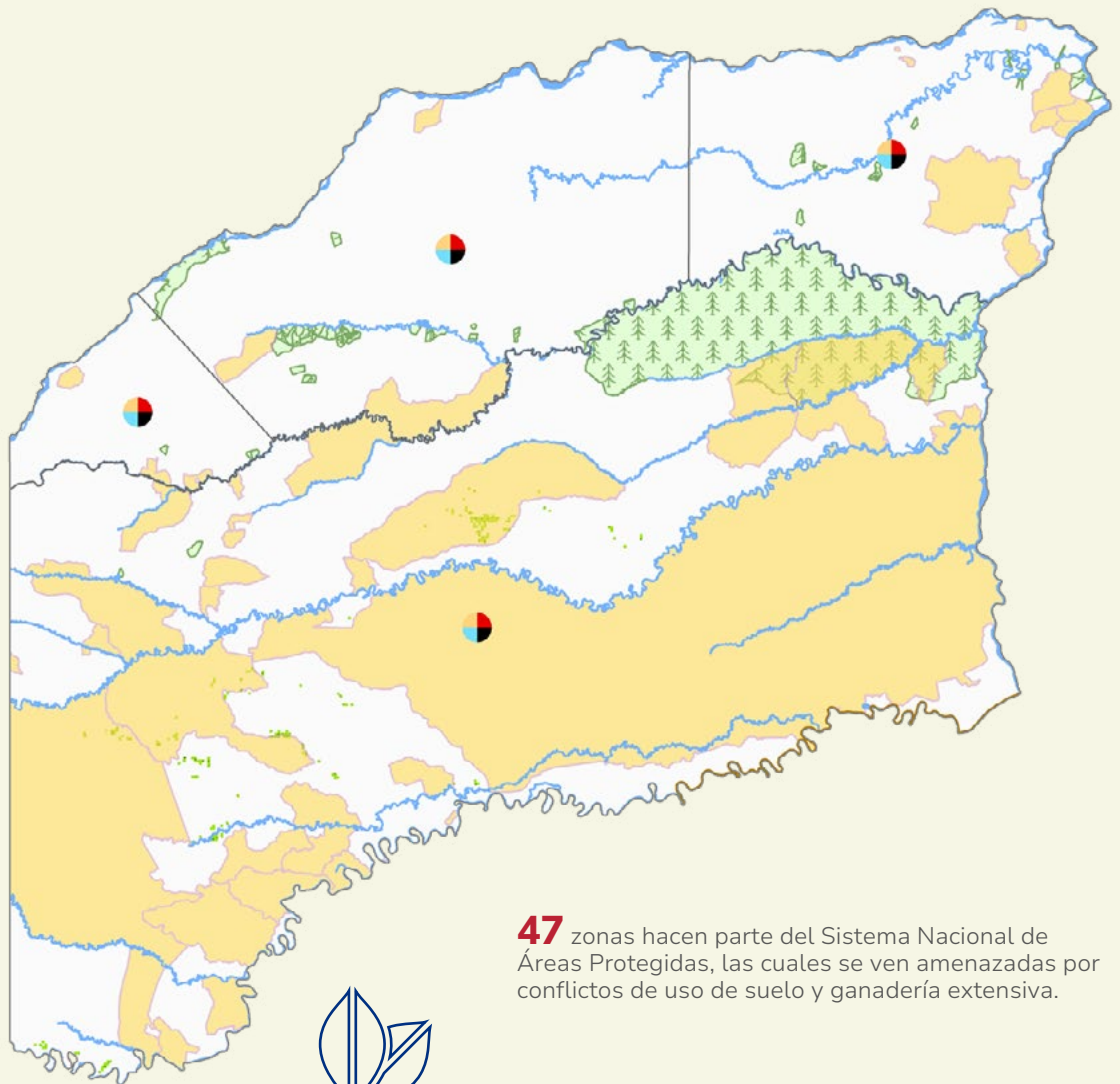 47 zonas hacen parte del Sistema Nacional de
Áreas Protegidas, las cuales se ven amenazadas por
conflictos de uso de suelo y ganadería extensiva.